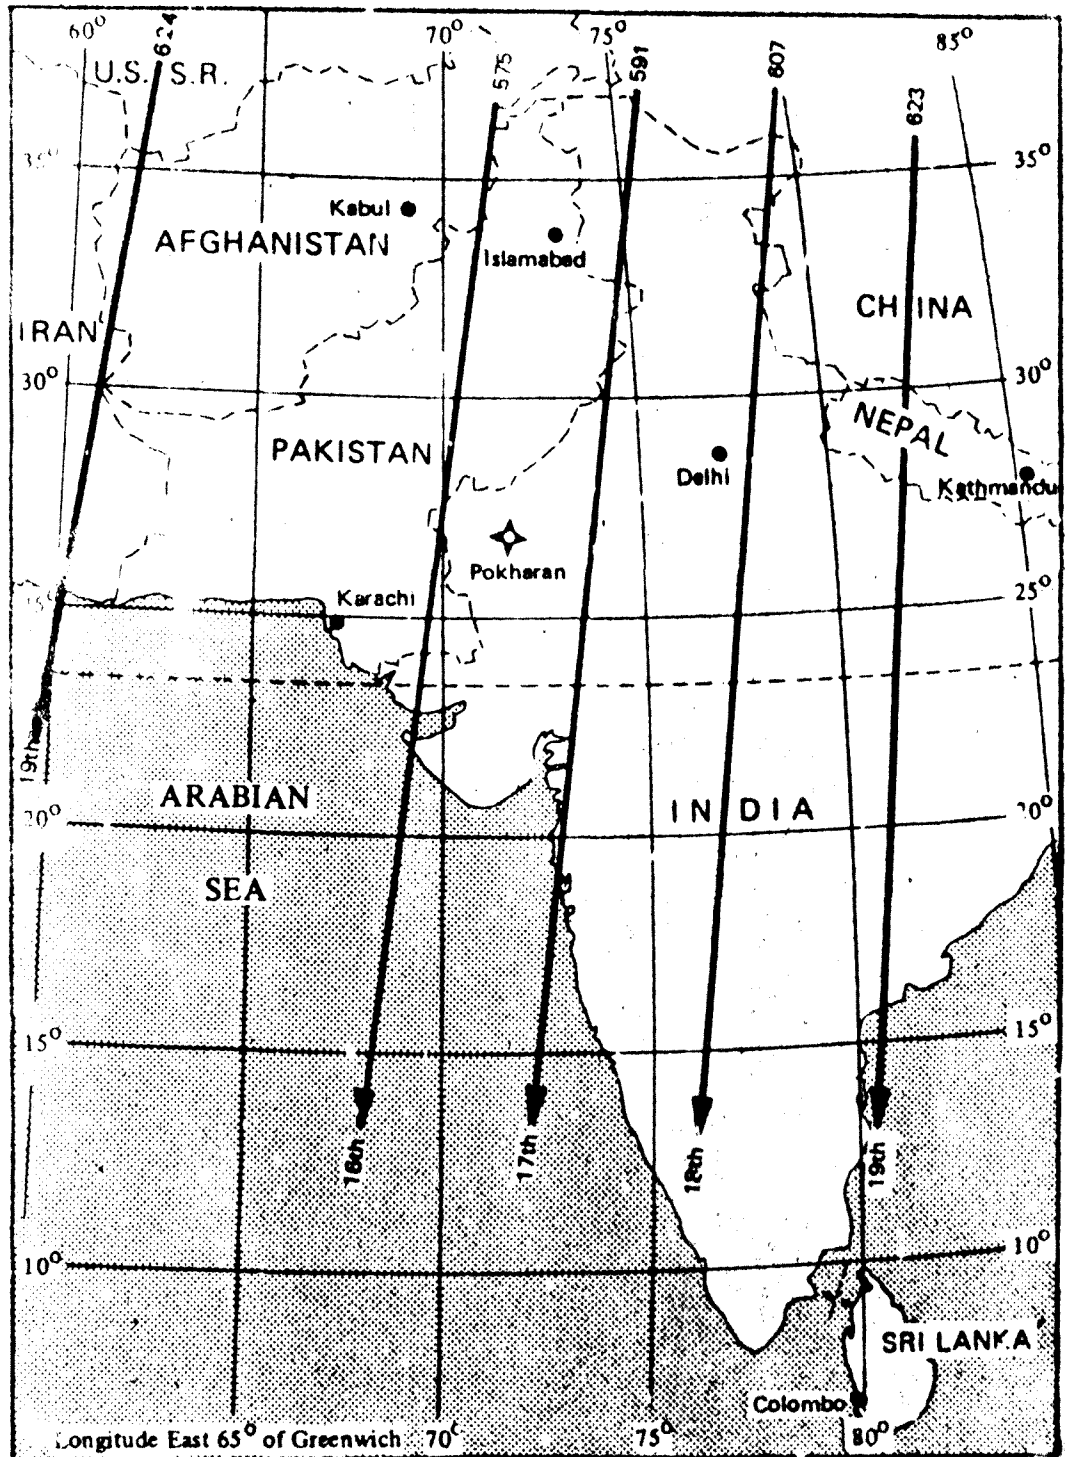 60°
624
70°
575
75°
591
607
85°
623
U.S.S.R.
35°
35°
Kabul
AFGHANISTAN
Islamabad
CHINA
IRAN
30°
30°
NEPAL
PAKISTAN
Delhi
Kathmandu
Pokharan
25°
Karachi
19th
ARABIAN
INDIA
20°
SEA
15°
15°
16th
17th
18th
19th
10°
10°
SRI LANKA
Colombo
Longitude East 65° of Greenwich
70°
75°
80°